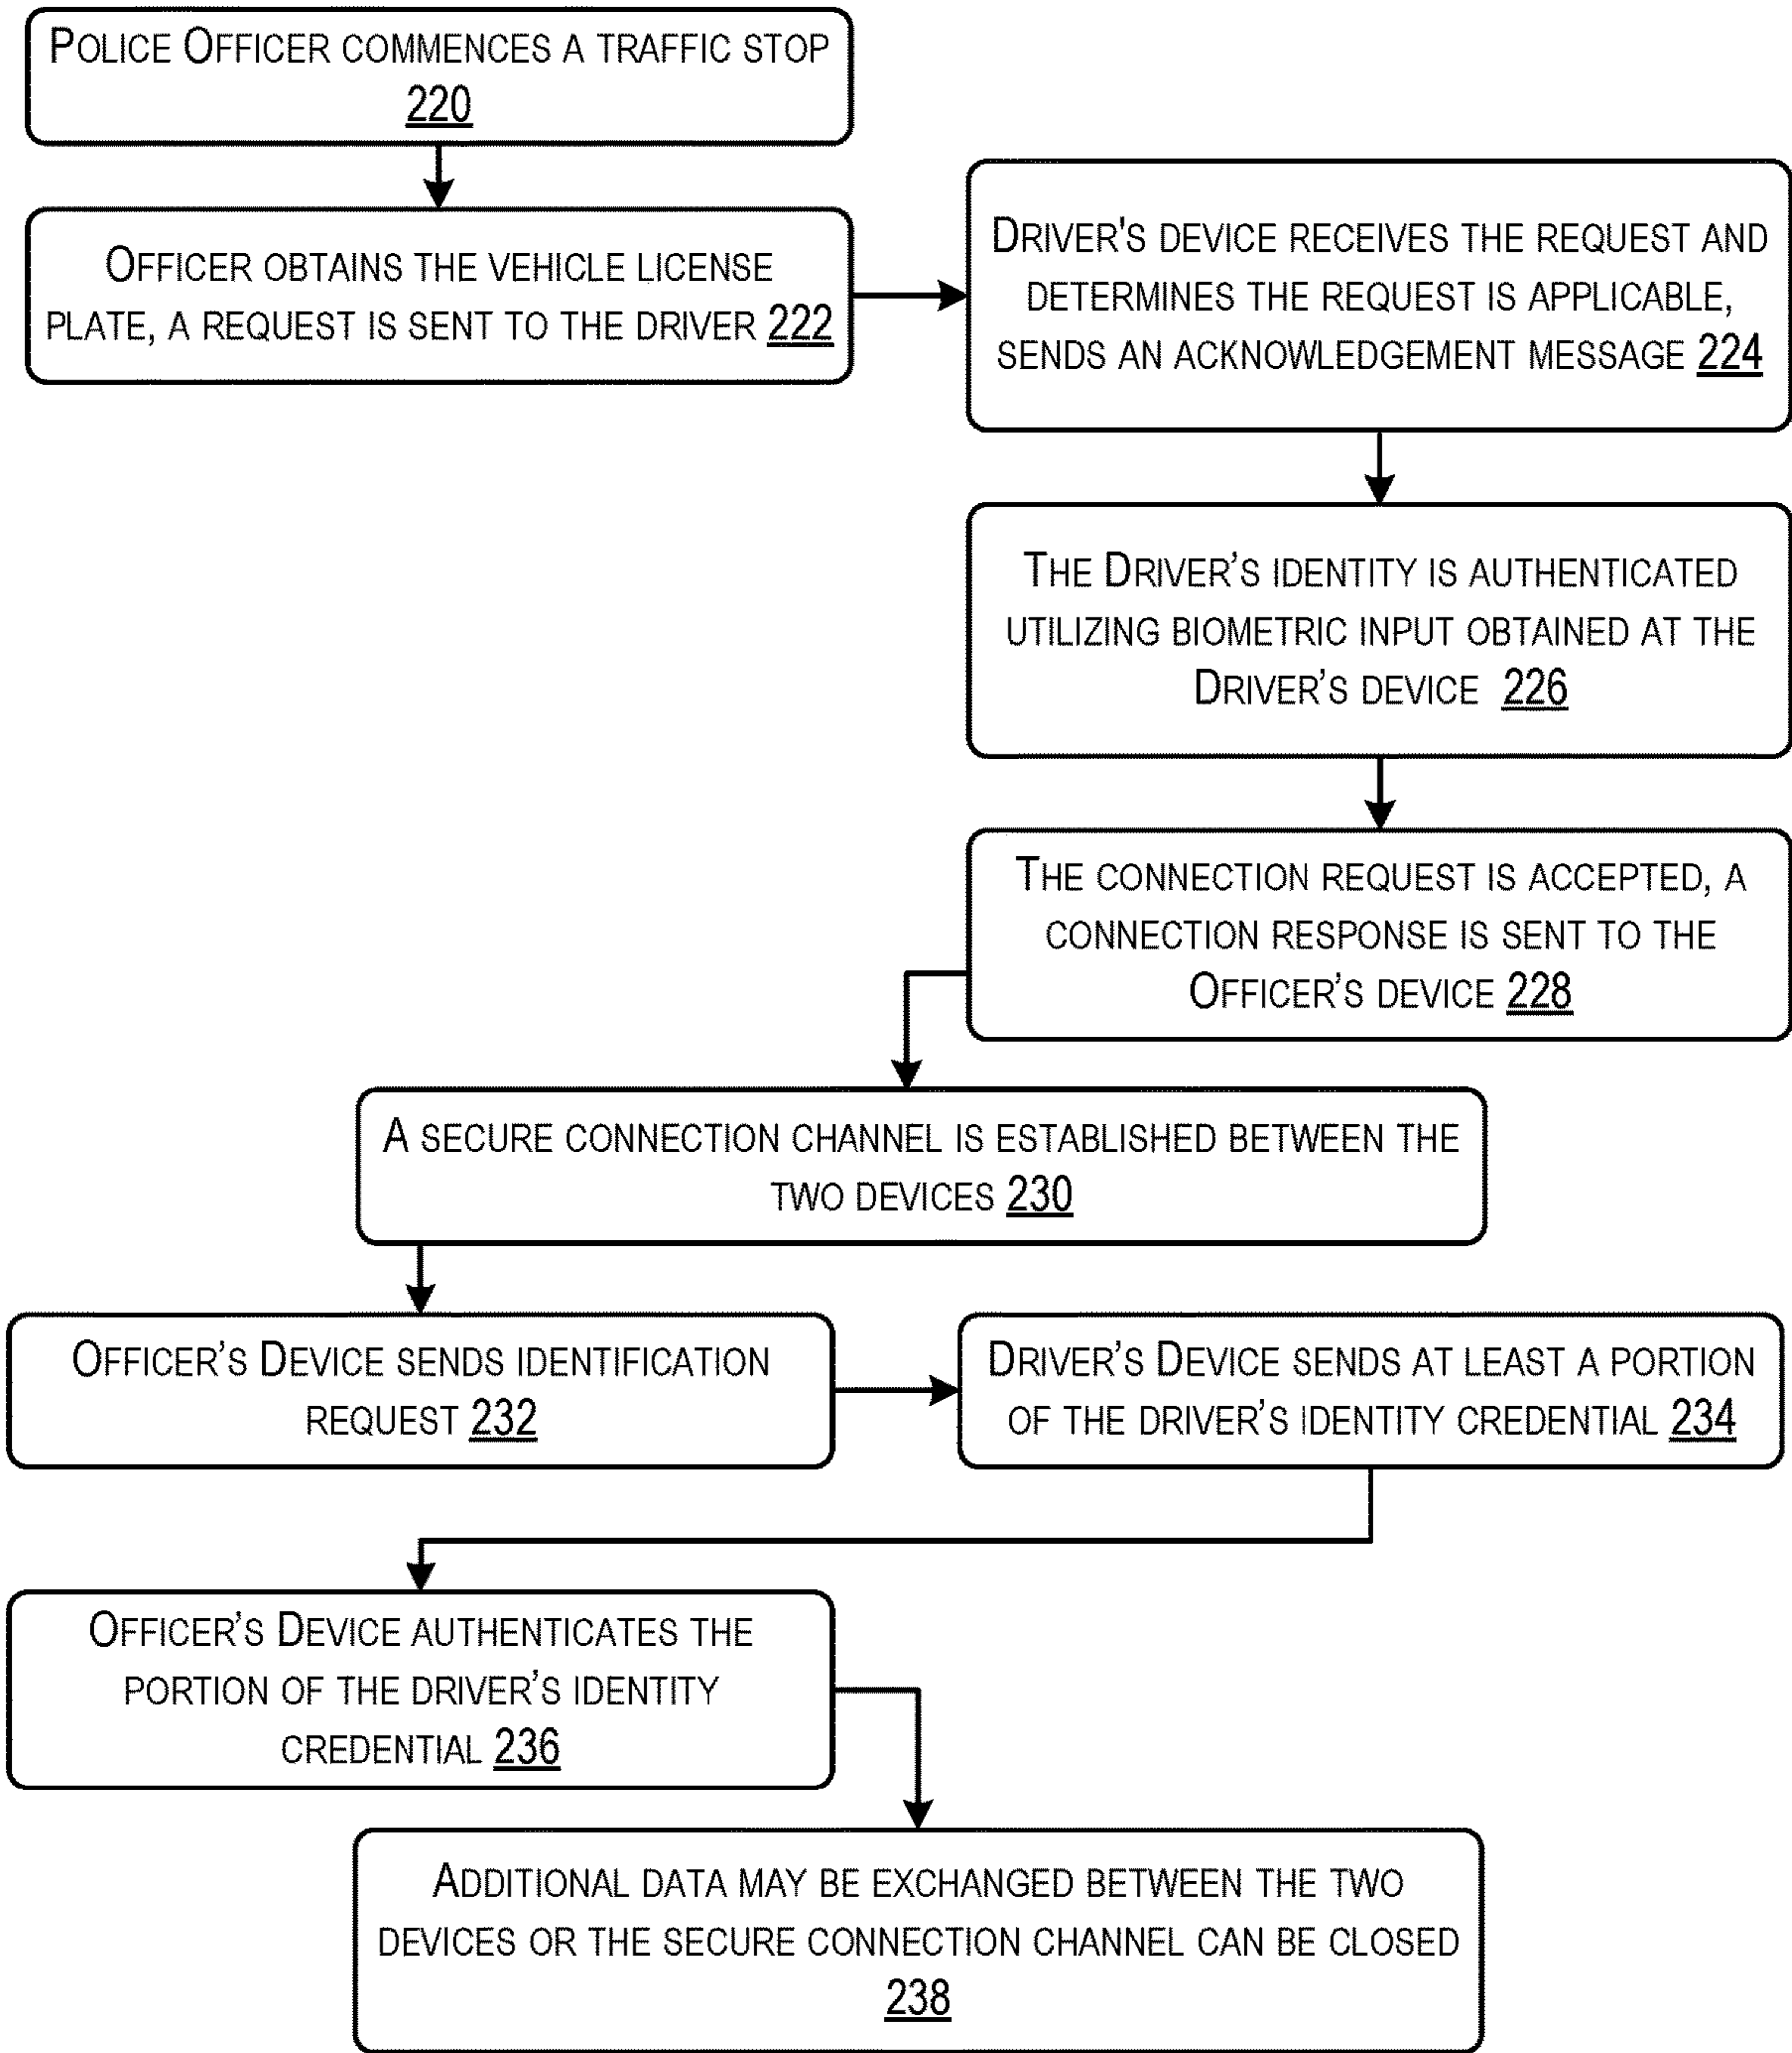 Police Officer commences a traffic stop
220
Officer obtains the vehicle license
plate, a request is sent to the driver 222
Driver's device receives the request and
determines the request is applicable,
sends an acknowledgement message 224
The Driver's identity is authenticated
utilizing biometric input obtained at the
Driver's device 226
The connection request is accepted, a
connection response is sent to the
Officer's device 228
A secure connection channel is established between the
two devices 230
Officer's Device sends identification
request 232
Driver's Device sends at least a portion
of the driver's identity credential 234
Officer's Device authenticates the
portion of the driver's identity
credential 236
Additional data may be exchanged between the two
devices or the secure connection channel can be closed
238